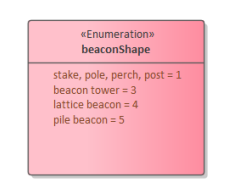 «Enumeration»
beaconShape
stake, pole, perch, post = 1
beacon tower = 3
lattice beacon = 4
pile beacon = 5